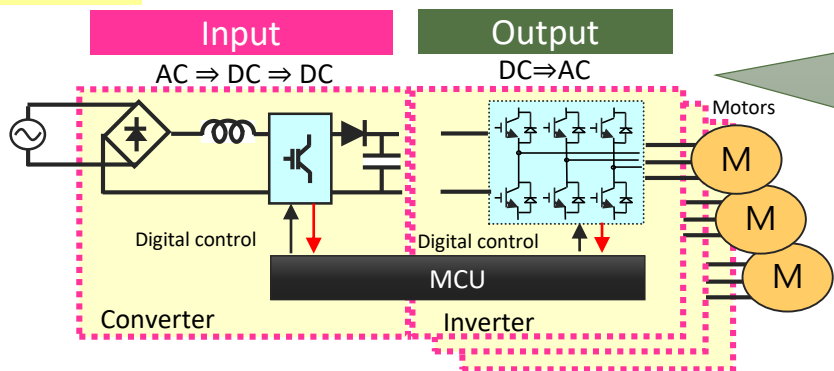 Input
Output
AC ⇒ DC ⇒ DC
DC⇒AC
Motors
M
M
M
Digital control
Digital control
MCU
Converter
Inverter